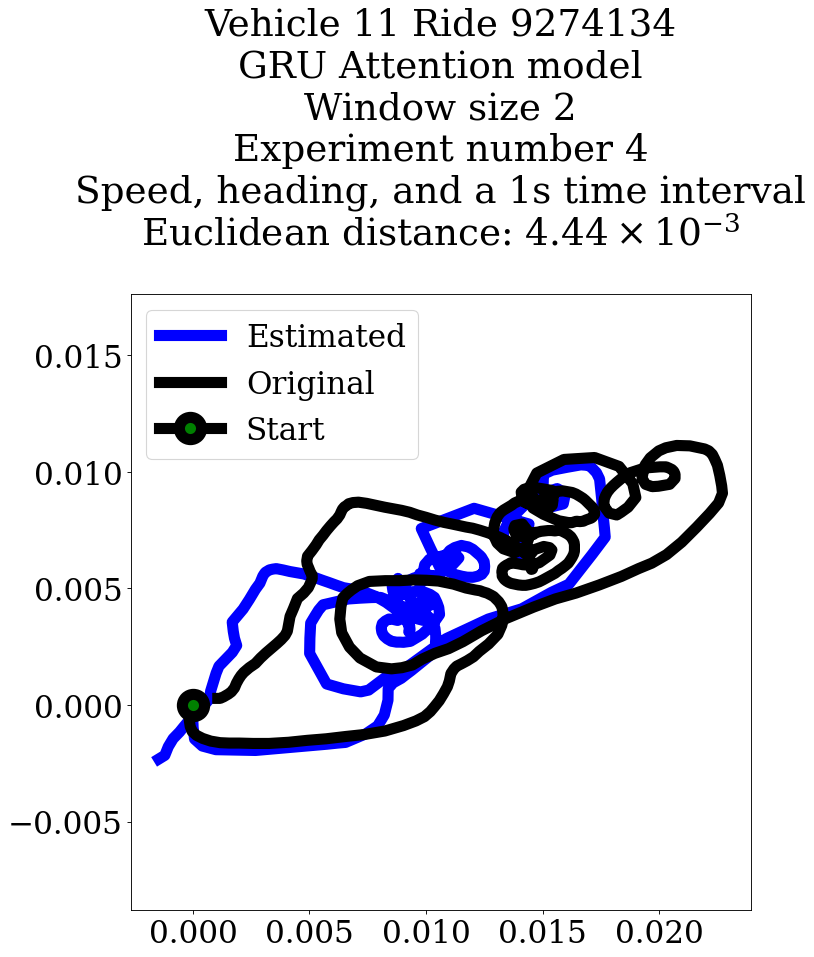 Vehicle 11 Ride 9274134
GRU Attention model
Window size 2
Experiment number 4
Speed, heading, and a 1s time interval
Euclidean distance: 4.44 × 10⁻³
Estimated
Original
Start
0.015
0.010
0.005
0.000
−0.005
0.000 0.005 0.010 0.015 0.020